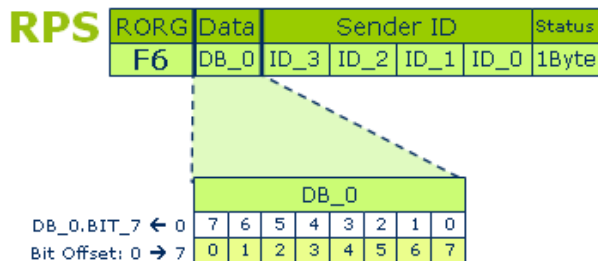 RPS RORG Data Sender ID Status
F6 DB_0 ID_3 ID_2 ID_1 ID_0 1Byte
DB_0
DB_0.BIT_7 ← 0 7 6 5 4 3 2 1 0
Bit Offset: 0 → 7 0 1 2 3 4 5 6 7